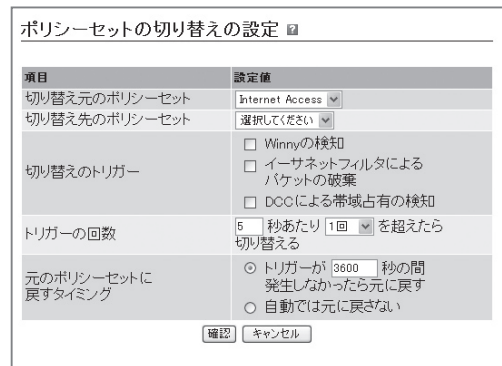 ポリシーセットの切り替えの設定 ?
項目 設定値
切り替え元のポリシーセット Internet Access
切り替え先のポリシーセット 選択してください
切り替えのトリガー
Winnyの検知
イーサネットフィルタによる
パケットの破棄
DCCによる帯域占有の検知
トリガーの回数
5 秒あたり 1回 を超えたら
切り替える
元のポリシーセットに
戻すタイミング
トリガーが 3600 秒の間
発生しなかったら元に戻す
自動では元に戻さない
確認 キャンセル